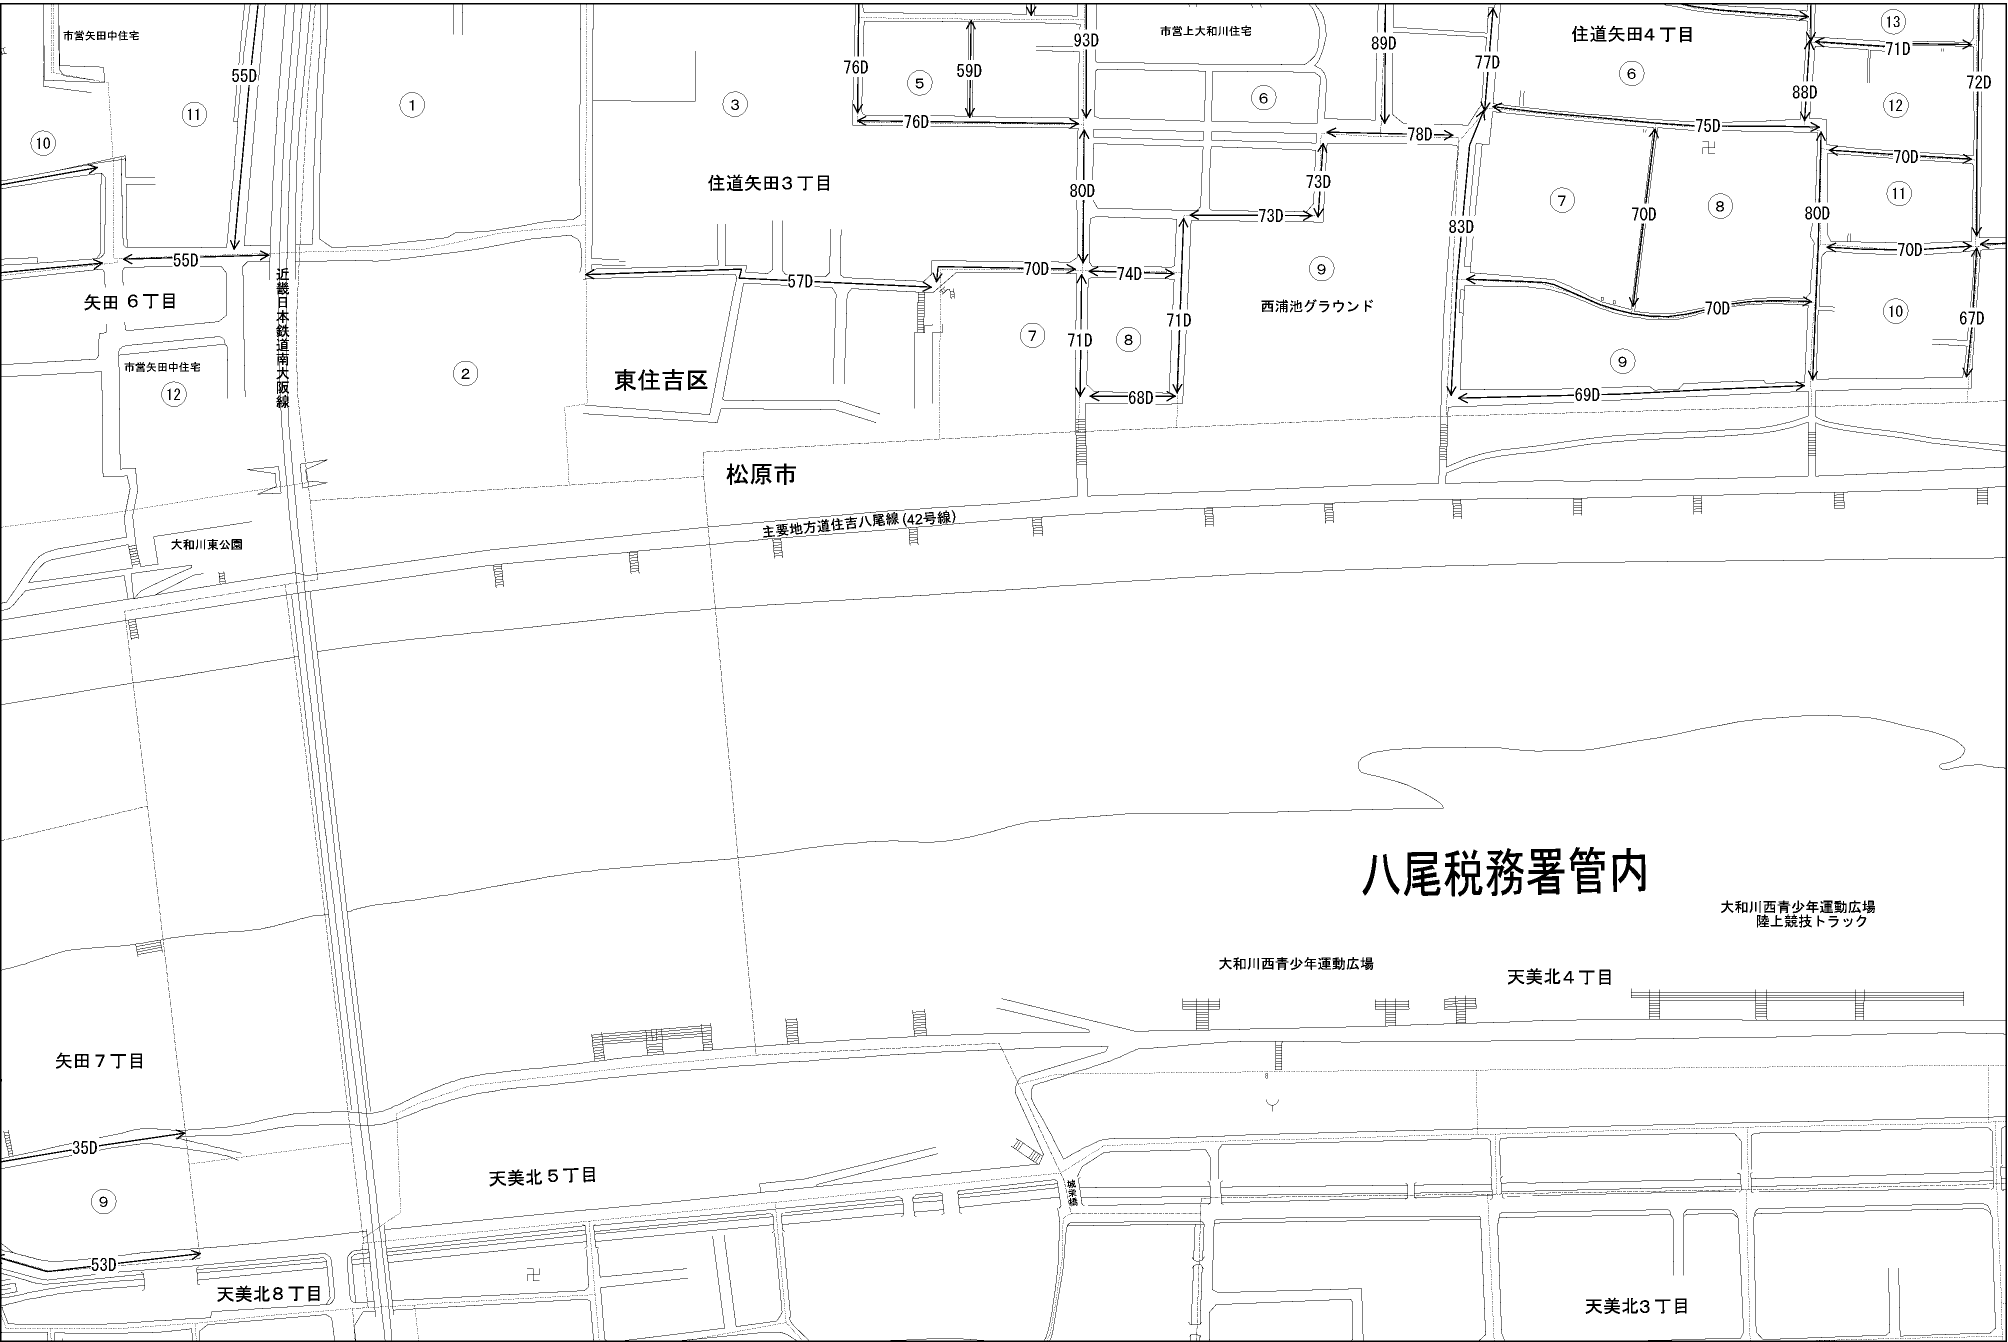 市営矢田中住宅
55D
⑪
⑩
①
③
76D
⑤
59D
93D
76D
市営上大和川住宅
⑥
89D
78D
77D
住道矢田4丁目
⑥
88D
⑬
71D
72D
⑫
75D
70D
⑪
住道矢田3丁目
80D
73D
73D
⑦
70D
⑧
80D
83D
70D
55D
矢田6丁目
近畿日本鉄道南大阪線
57D
70D
74D
⑨
西浦池グラウンド
71D
⑦
71D
⑧
70D
⑩
67D
市営矢田中住宅
⑫
②
東住吉区
68D
⑨
69D
松原市
主要地方道住吉八尾線(42号線)
大和川東公園
八尾税務署管内
大和川西青少年運動広場
陸上競技トラック
大和川西青少年運動広場
天美北4丁目
矢田7丁目
35D
天美北5丁目
⑨
城栄橋
53D
天美北8丁目
天美北3丁目